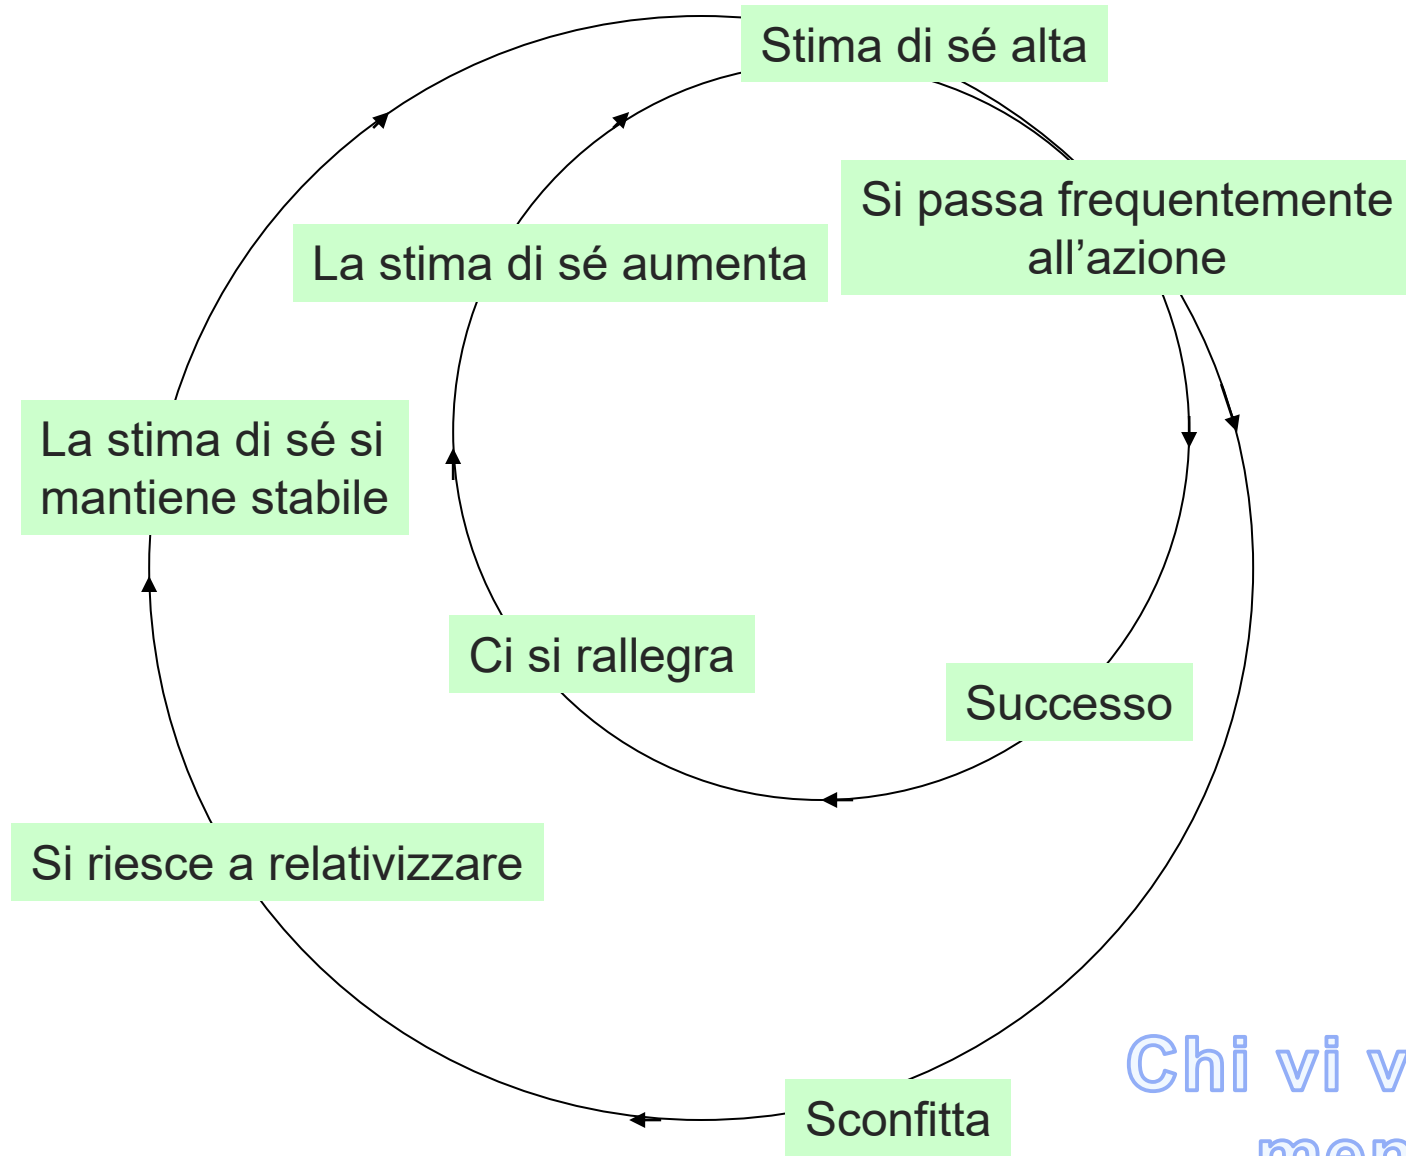 Stima di sé alta
Si passa frequentemente
all’azione
La stima di sé aumenta
La stima di sé si
mantiene stabile
Ci si rallegra
Successo
Si riesce a relativizzare
Chi vi
Sconfitta